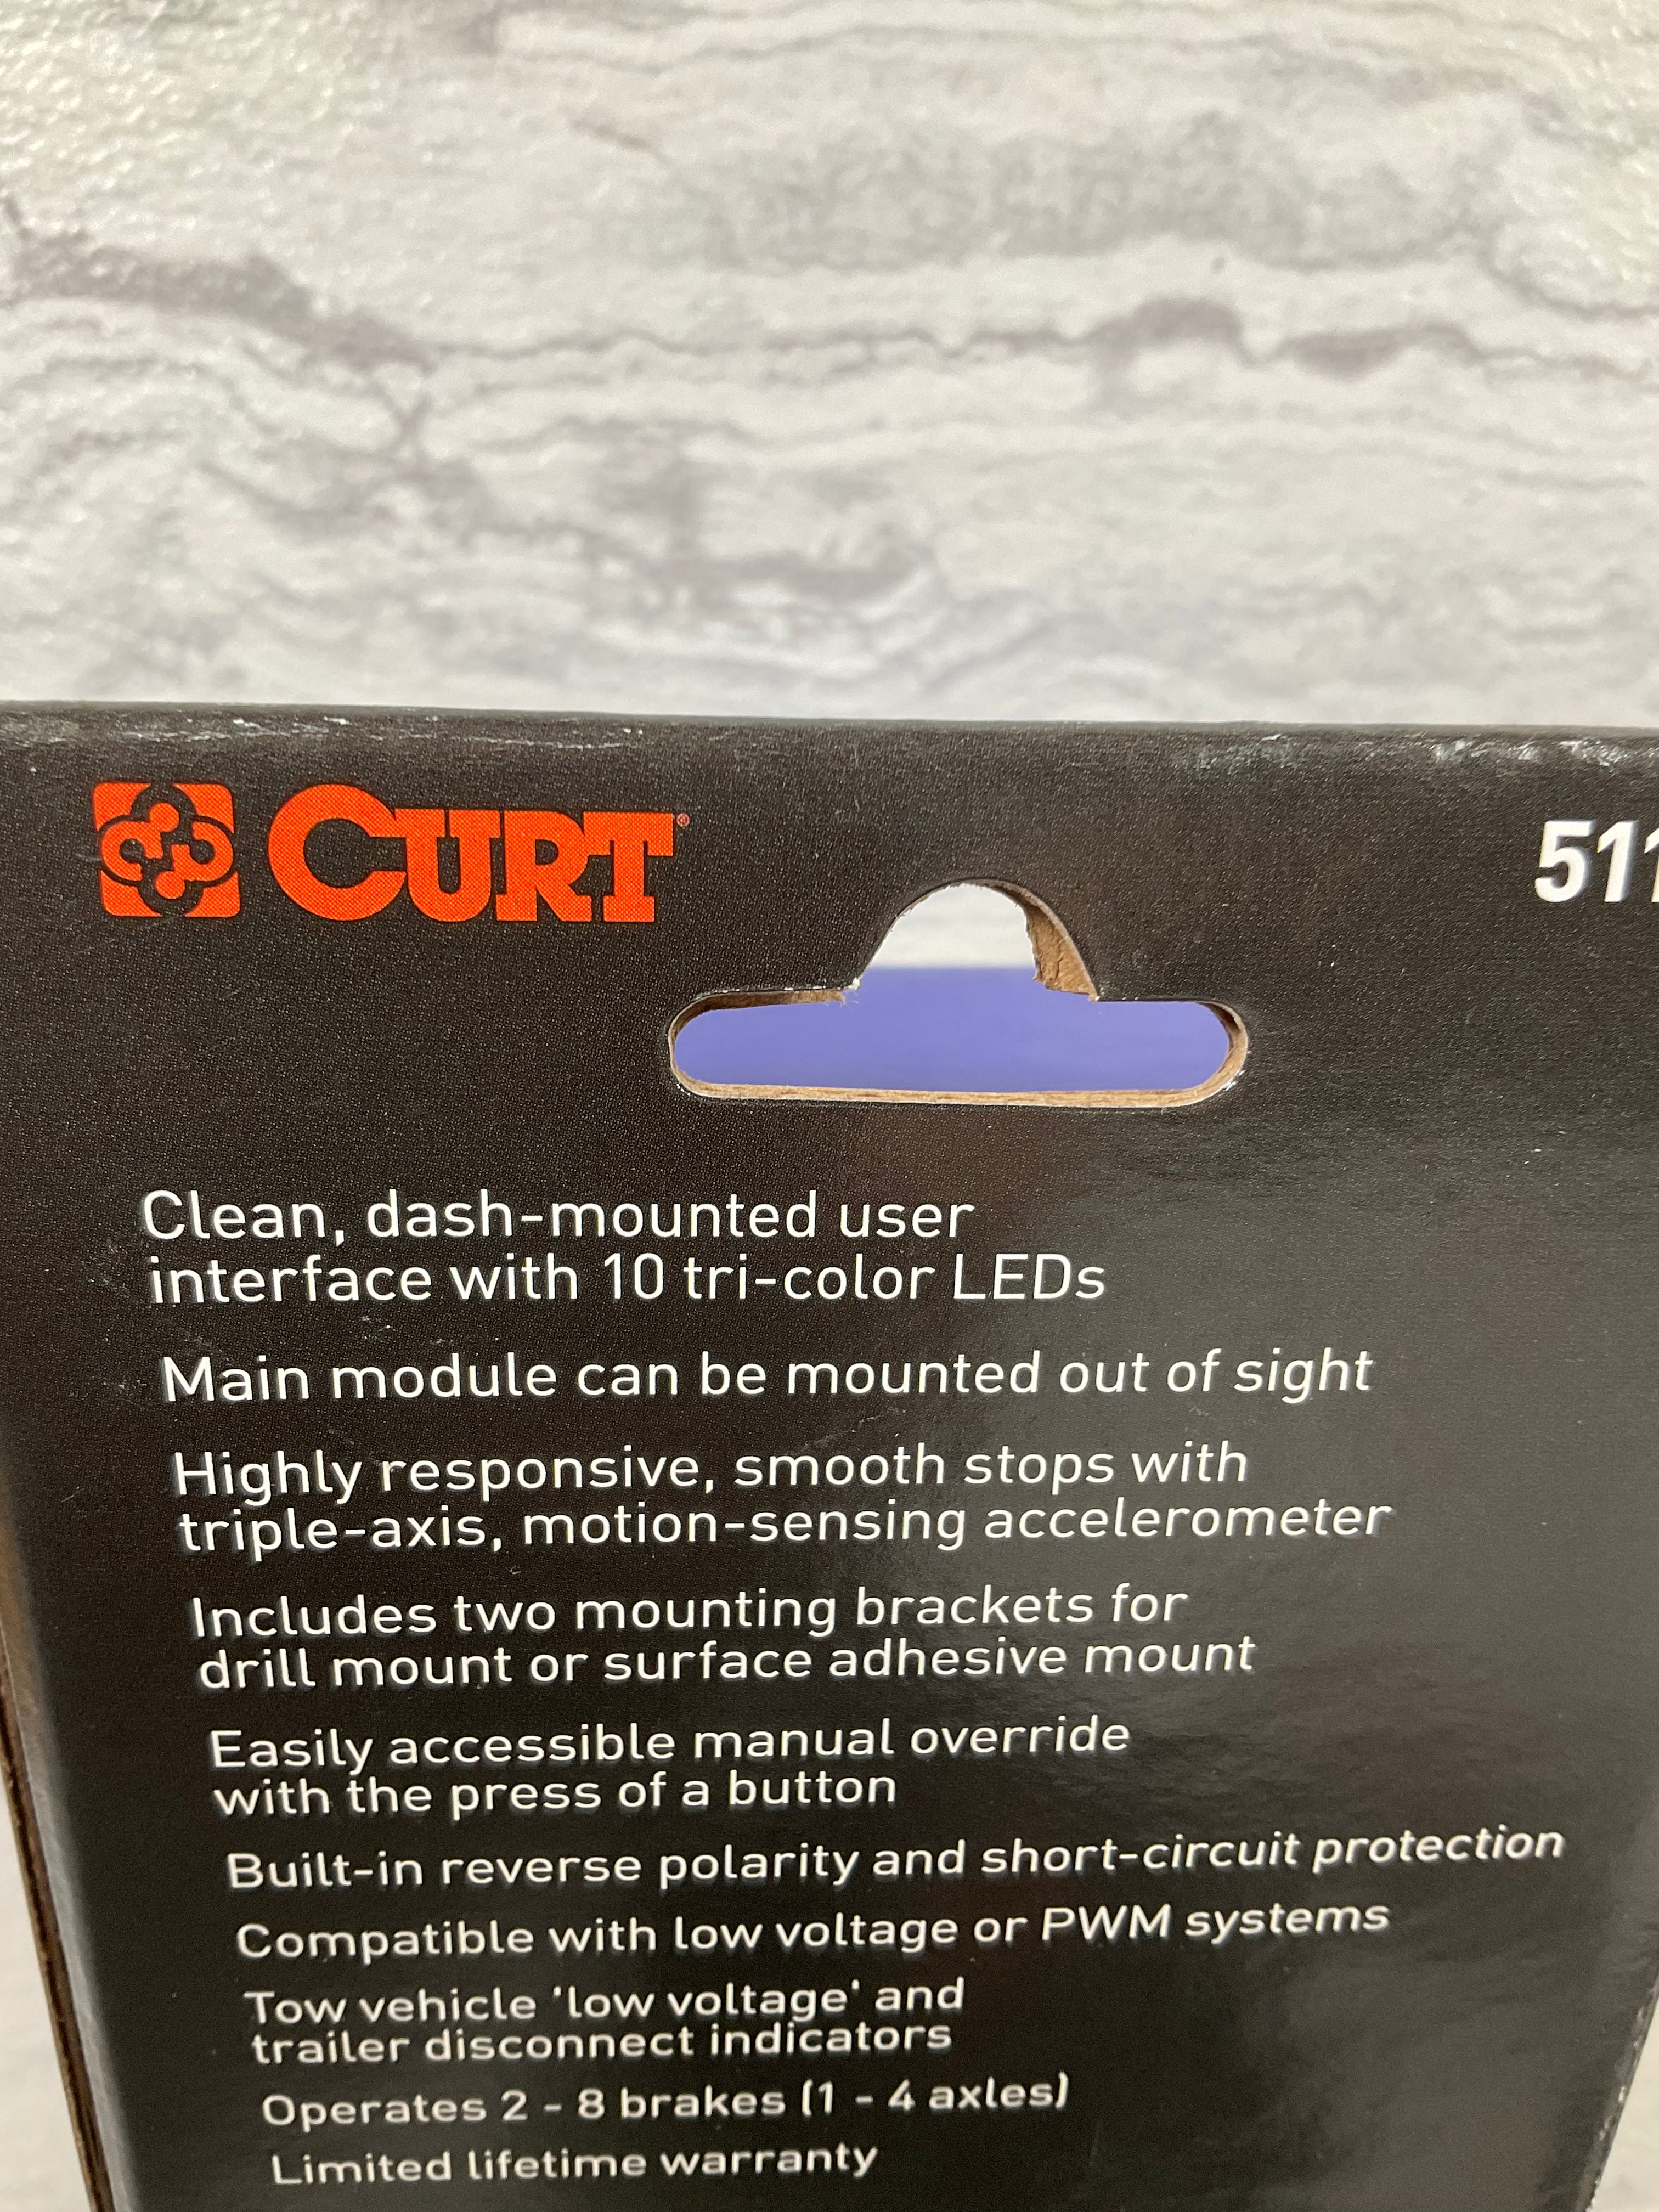 CURT®
511
Clean, dash-mounted user
interface with 10 tri-color LEDs
Main module can be mounted out of sight
Highly responsive, smooth stops with
triple-axis, motion-sensing accelerometer
Includes two mounting brackets for
drill mount or surface adhesive mount
Easily accessible manual override
with the press of a button
Built-in reverse polarity and short-circuit protection
Compatible with low voltage or PWM systems
Tow vehicle 'low voltage' and
trailer disconnect indicators
Operates 2 - 8 brakes (1 - 4 axles)
Limited lifetime warranty